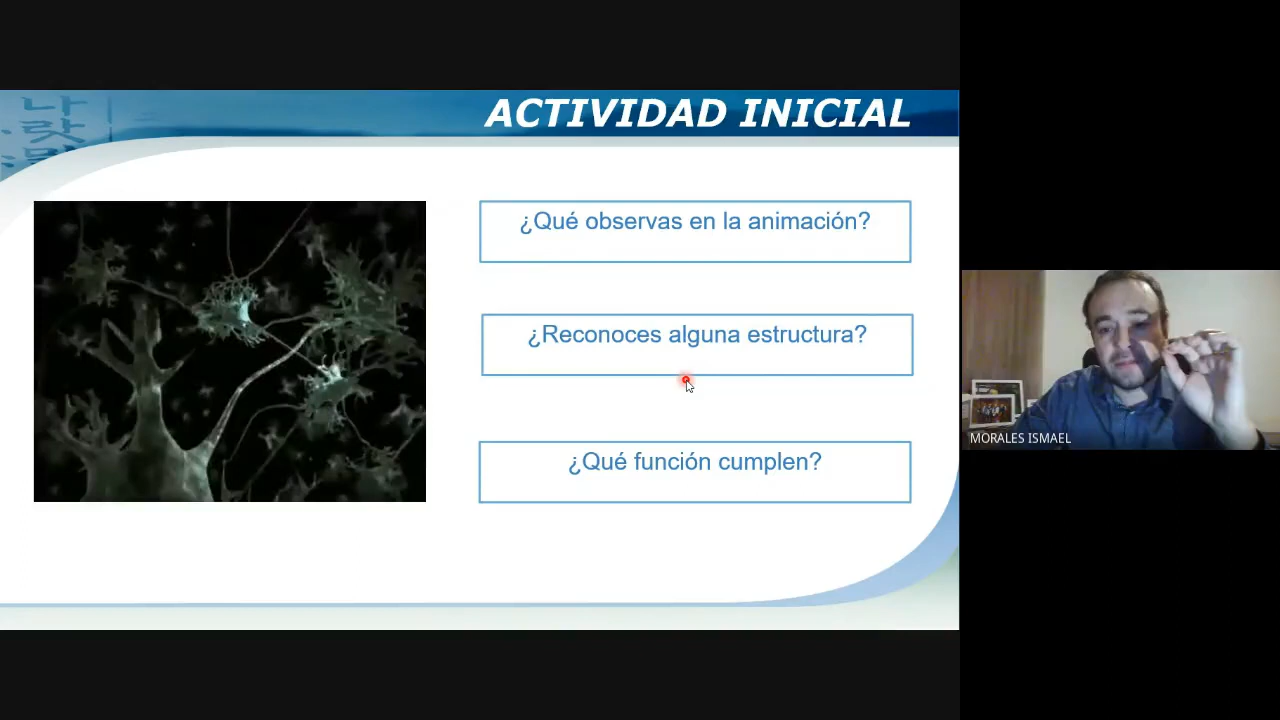 ACTIVIDAD INICIAL
¿Qué observas en la animación?
¿Reconoces alguna estructura?
¿Qué función cumplen?
MORALES ISMAEL